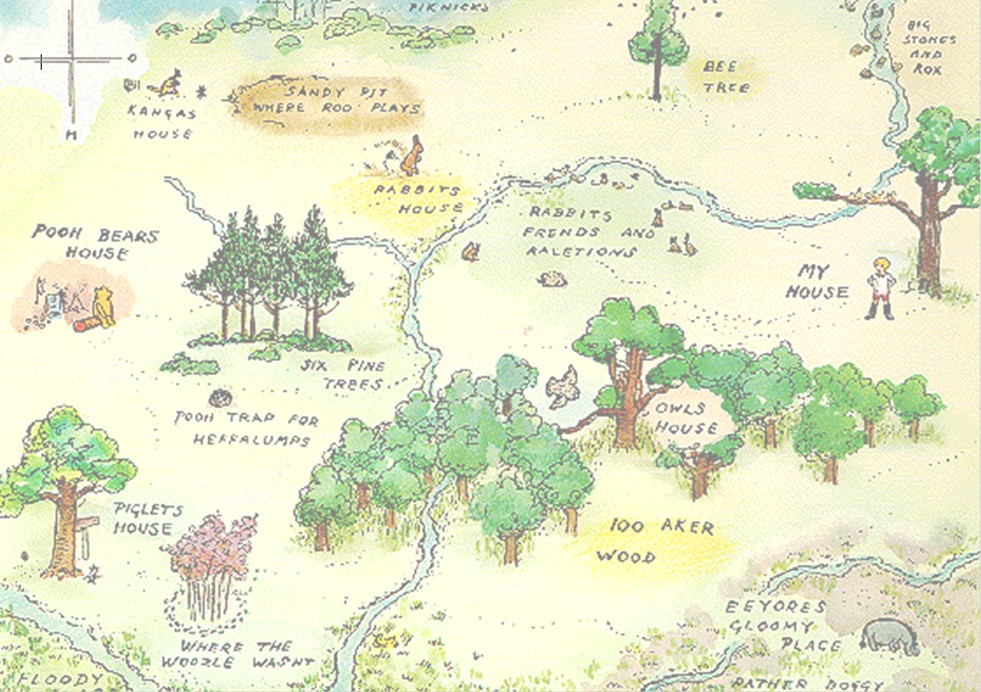 PIKNICKS
BIG
STONES
AND
ROX
BEE
TREE
SANDY PIT
WHERE ROO PLAYS
KANGAS
HOUSE
N
RABBITS
HOUSE
RABBITS
FRENDS AND
RALETIONS
POOH BEARS
HOUSE
MY
HOUSE
SIX PINE
TREES
POOH TRAP FOR
HEFFALUMPS
OWLS
HOUSE
PIGLETS
HOUSE
100 AKER
WOOD
EEYORES
GLOOMY
PLACE
WHERE THE
WOOZLE WASNT
FLOODY
RATHER BOGGY